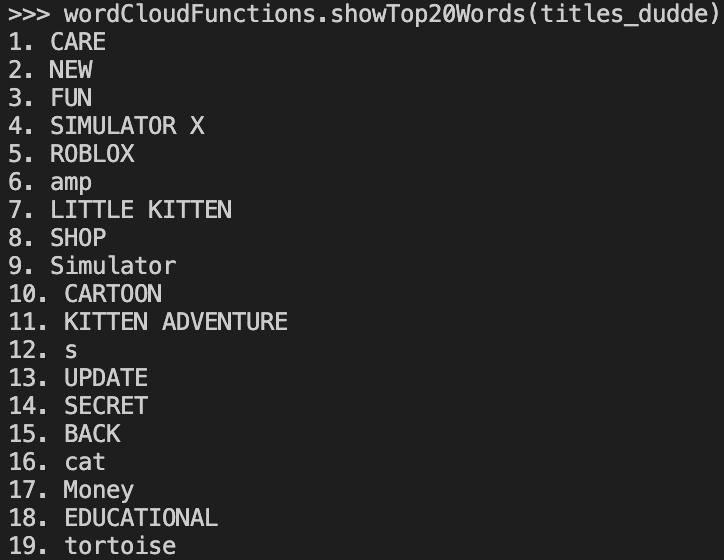 >>> wordCloudFunctions.showTop20Words(titles_dudde)
1. CARE
2. NEW
3. FUN
4. SIMULATOR X
5. ROBLOX
6. amp
7. LITTLE KITTEN
8. SHOP
9. Simulator
10. CARTOON
11. KITTEN ADVENTURE
12. s
13. UPDATE
14. SECRET
15. BACK
16. cat
17. Money
18. EDUCATIONAL
19. tortoise